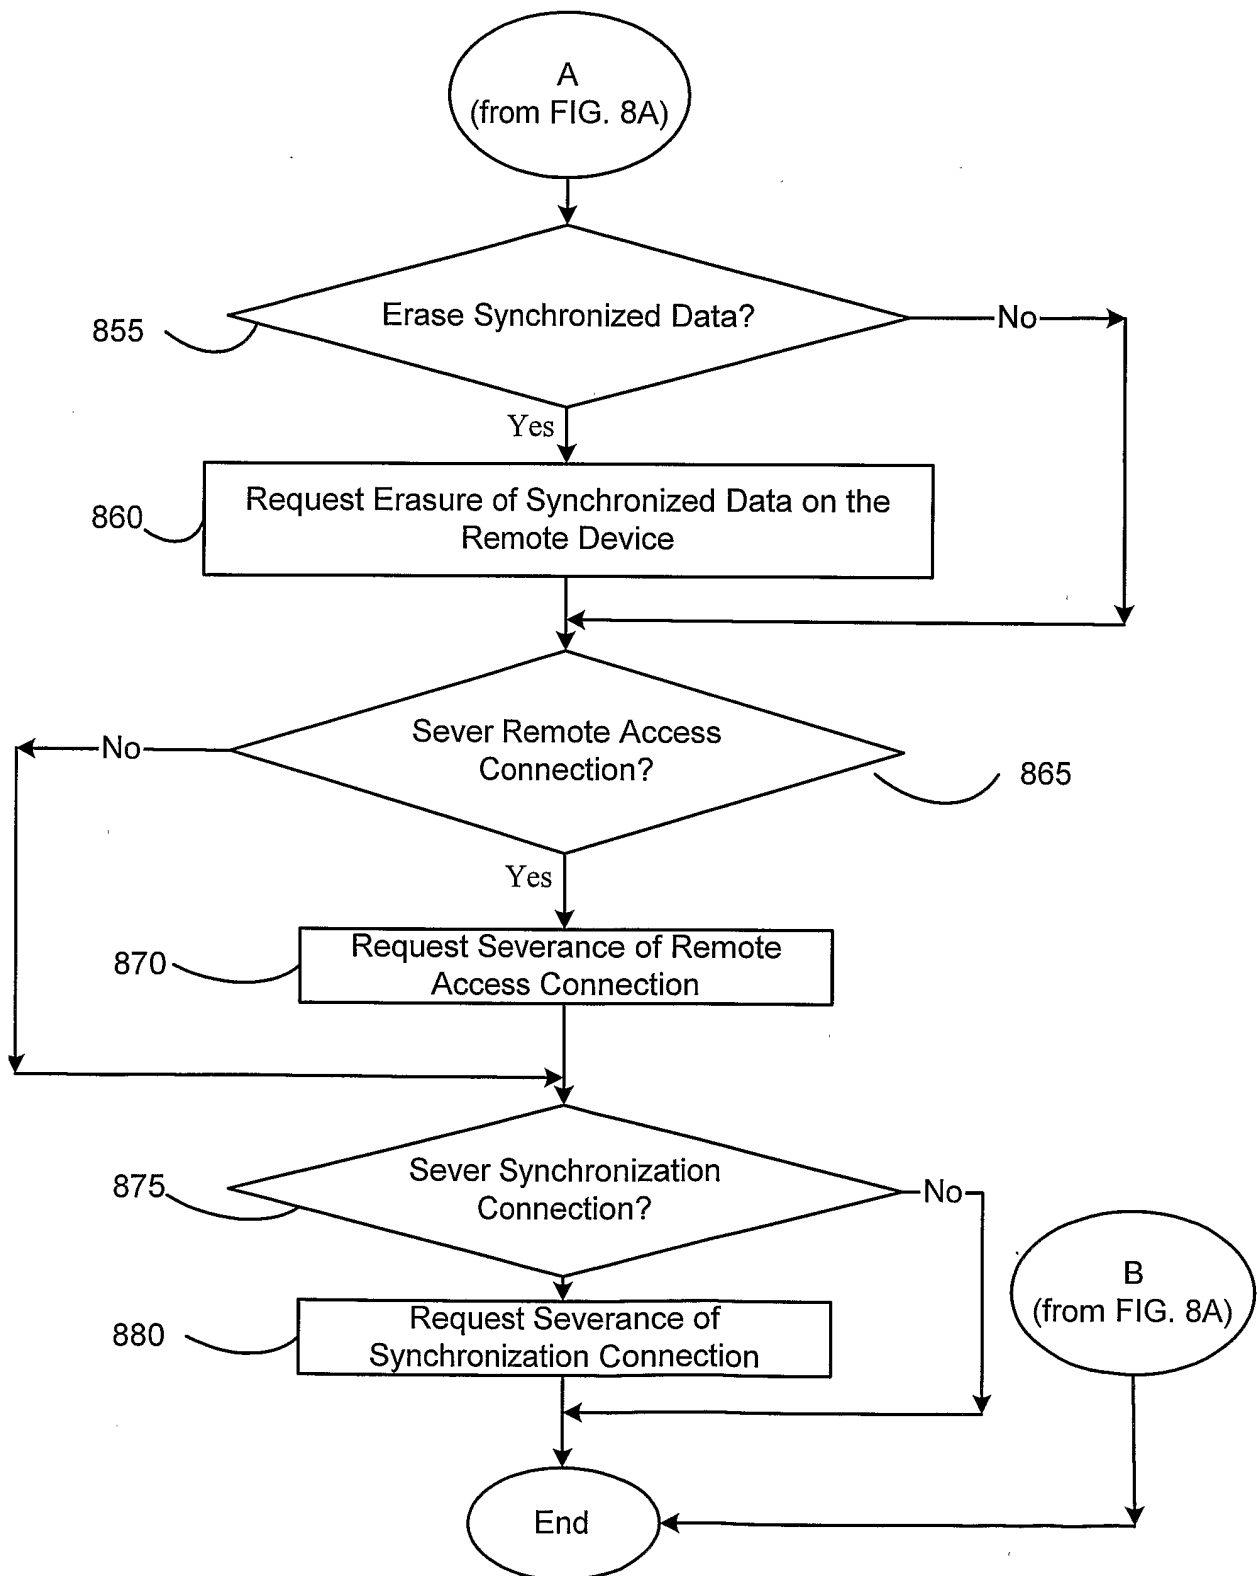 A
(from FIG. 8A)
Erase Synchronized Data?
No
855
Yes
860
Request Erasure of Synchronized Data on the
Remote Device
No
Sever Remote Access
Connection?
865
Yes
870
Request Severance of Remote
Access Connection
875
Sever Synchronization
Connection?
No
B
(from FIG. 8A)
880
Request Severance of
Synchronization Connection
End